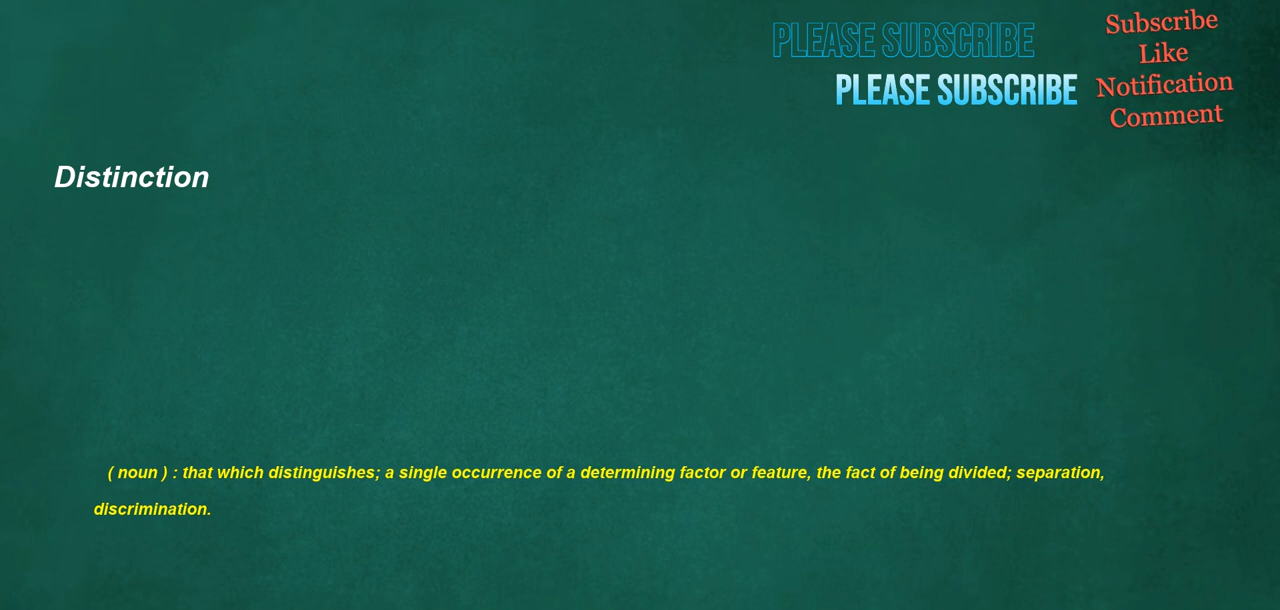 PLEASE SUBSCRIBE
PLEASE SUBSCRIBE
Subscribe
Like
Notification
Comment
Distinction
( noun ) : that which distinguishes; a single occurrence of a determining factor or feature, the fact of being divided; separation,
discrimination.